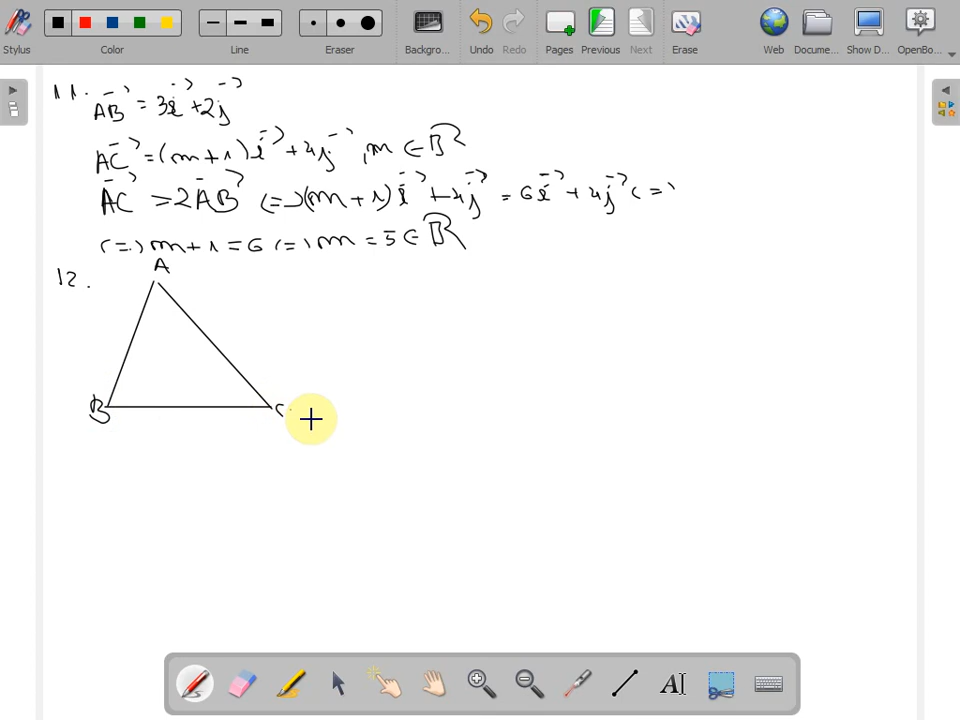 Stylus
Color
Line
Eraser
Backgro...
Undo
Redo
Pages
Previous
Next
Erase
Web
Docume...
Show D...
OpenBo...
11. AB⃗ = 3i⃗ + 2j⃗
AC⃗ = (m+1)i⃗ + 4j⃗, m ∈ ℝ
AC⃗ = 2AB⃗ (=) (m+1)i⃗ + 4j⃗ = 6i⃗ + 4j⃗ (=)
(=) m+1 = 6 (=) m = 5 ∈ ℝ
12.
A
B
C